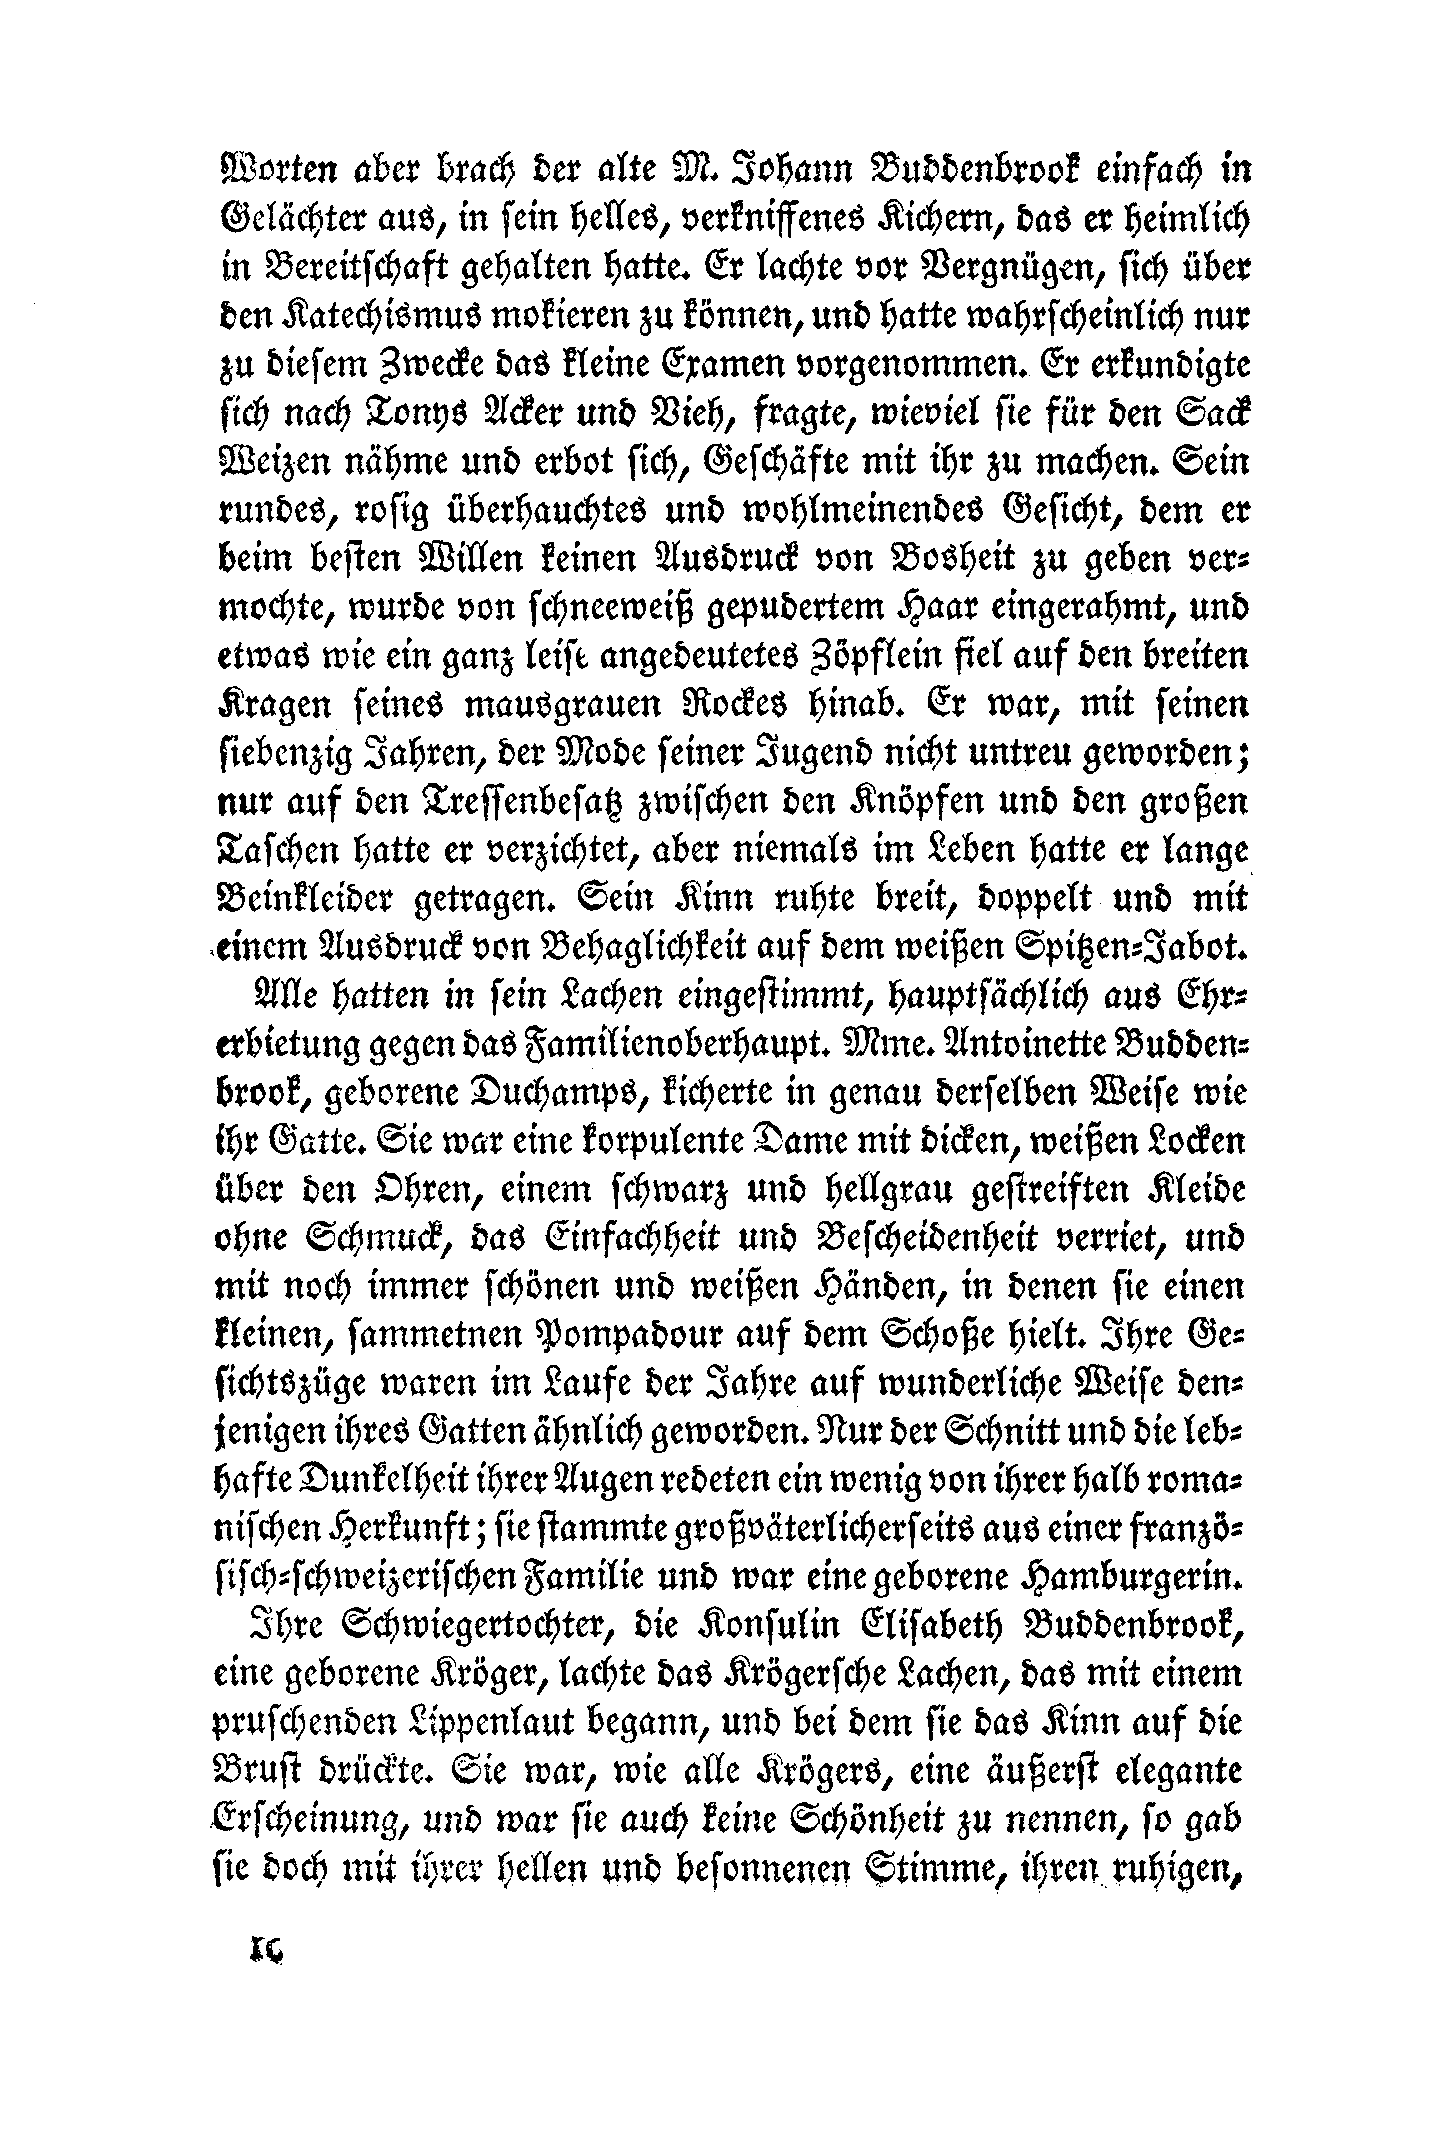 Worten aber brach der alte M. Johann Buddenbrook einfach in
Gelächter aus, in sein helles, verkniffenes Kichern, das er heimlich
in Bereitschaft gehalten hatte. Er lachte vor Vergnügen, sich über
den Katechismus mokieren zu können, und hatte wahrscheinlich nur
zu diesem Zwecke das kleine Examen vorgenommen. Er erkundigte
sich nach Tonys Acker und Vieh, fragte, wieviel sie für den Sack
Weizen nähme und erbot sich, Geschäfte mit ihr zu machen. Sein
rundes, rosig überhauchtes und wohlmeinendes Gesicht, dem er
beim besten Willen keinen Ausdruck von Bosheit zu geben ver-
mochte, wurde von schneeweiß gepudertem Haar eingerahmt, und
etwas wie ein ganz leise angedeutetes Zöpflein fiel auf den breiten
Kragen seines mausgrauen Rockes hinab. Er war, mit seinen
siebenzig Jahren, der Mode seiner Jugend nicht untreu geworden;
nur auf den Tressenbesatz zwischen den Knöpfen und den großen
Taschen hatte er verzichtet, aber niemals im Leben hatte er lange
Beinkleider getragen. Sein Kinn ruhte breit, doppelt und mit
einem Ausdruck von Behaglichkeit auf dem weißen Spitzen-Jabot.
Alle hatten in sein Lachen eingestimmt, hauptsächlich aus Ehr-
erbietung gegen das Familienoberhaupt. Mme. Antoinette Budden-
brook, geborene Duchamps, kicherte in genau derselben Weise wie
ihr Gatte. Sie war eine korpulente Dame mit dicken, weißen Locken
über den Ohren, einem schwarz und hellgrau gestreiften Kleide
ohne Schmuck, das Einfachheit und Bescheidenheit verriet, und
mit noch immer schönen und weißen Händen, in denen sie einen
kleinen, sammetnen Pompadour auf dem Schoße hielt. Ihre Ge-
sichtszüge waren im Laufe der Jahre auf wunderliche Weise den-
jenigen ihres Gatten ähnlich geworden. Nur der Schnitt und die leb-
hafte Dunkelheit ihrer Augen redeten ein wenig von ihrer halb roma-
nischen Herkunft; sie stammte großväterlicherseits aus einer franzö-
sisch-schweizerischen Familie und war eine geborene Hamburgerin.
Ihre Schwiegertochter, die Konsulin Elisabeth Buddenbrook,
eine geborene Kröger, lachte das Krögersche Lachen, das mit einem
pruschenden Lippenlaut begann, und bei dem sie das Kinn auf die
Brust drückte. Sie war, wie alle Krögers, eine äußerst elegante
Erscheinung, und war sie auch keine Schönheit zu nennen, so gab
sie doch mit ihrer hellen und besonnenen Stimme, ihren ruhigen,